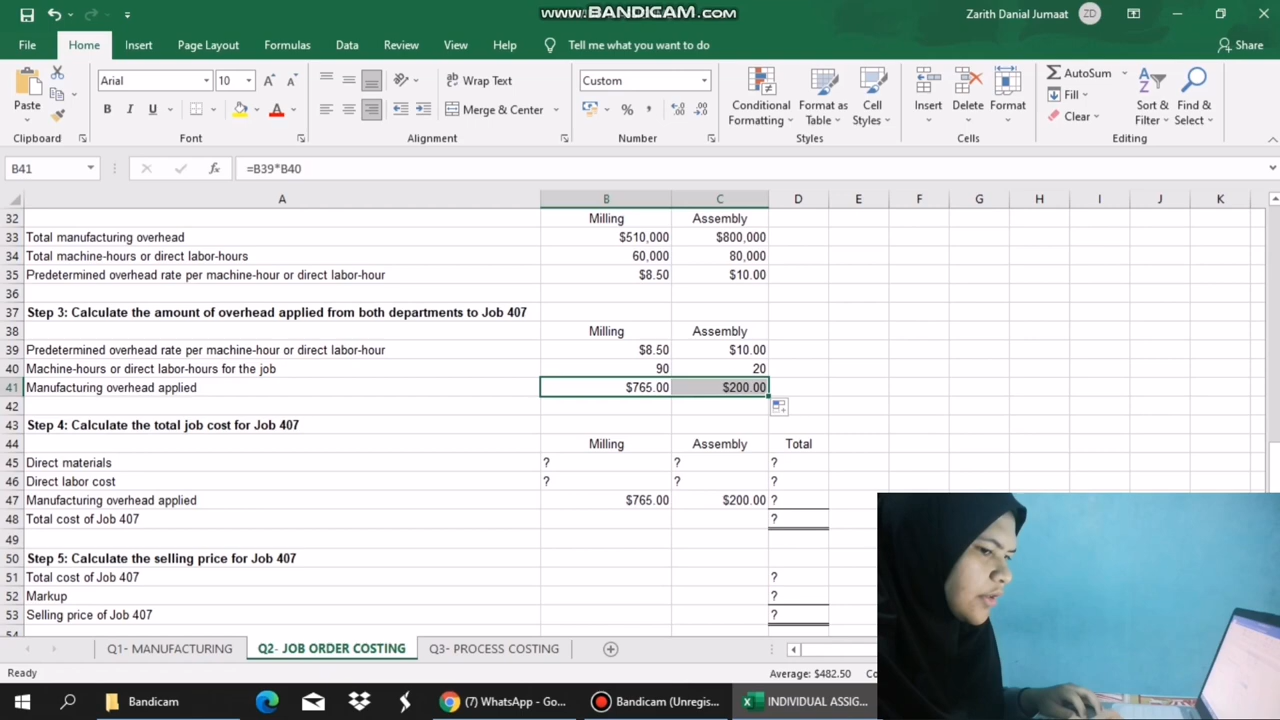 www.BANDICAM.com
Zarith Danial Jumaat ZD
File Home Insert Page Layout Formulas Data Review View Help Tell me what you want to do Share
Paste Arial 10 Wrap Text Custom AutoSum
B I U A Merge & Center % Conditional Formatting Format as Table Cell Styles Insert Delete Format Fill Clear Sort & Filter Find & Select
Clipboard Font Alignment Number Styles Cells Editing
B41 fx =B39*B40
A B C D E F G H I J K
32 Milling Assembly
33 Total manufacturing overhead $510,000 $800,000
34 Total machine-hours or direct labor-hours 60,000 80,000
35 Predetermined overhead rate per machine-hour or direct labor-hour $8.50 $10.00
36
37 Step 3: Calculate the amount of overhead applied from both departments to Job 407
38 Milling Assembly
39 Predetermined overhead rate per machine-hour or direct labor-hour $8.50 $10.00
40 Machine-hours or direct labor-hours for the job 90 20
41 Manufacturing overhead applied $765.00 $200.00
42
43 Step 4: Calculate the total job cost for Job 407
44 Milling Assembly Total
45 Direct materials ? ? ?
46 Direct labor cost ? ? ?
47 Manufacturing overhead applied $765.00 $200.00 ?
48 Total cost of Job 407 ?
49
50 Step 5: Calculate the selling price for Job 407
51 Total cost of Job 407 ?
52 Markup ?
53 Selling price of Job 407 ?
Q1- MANUFACTURING Q2- JOB ORDER COSTING Q3- PROCESS COSTING
Ready Average: $482.50
Bandicam (7) WhatsApp - Go... Bandicam (Unregis... INDIVIDUAL ASSIG...